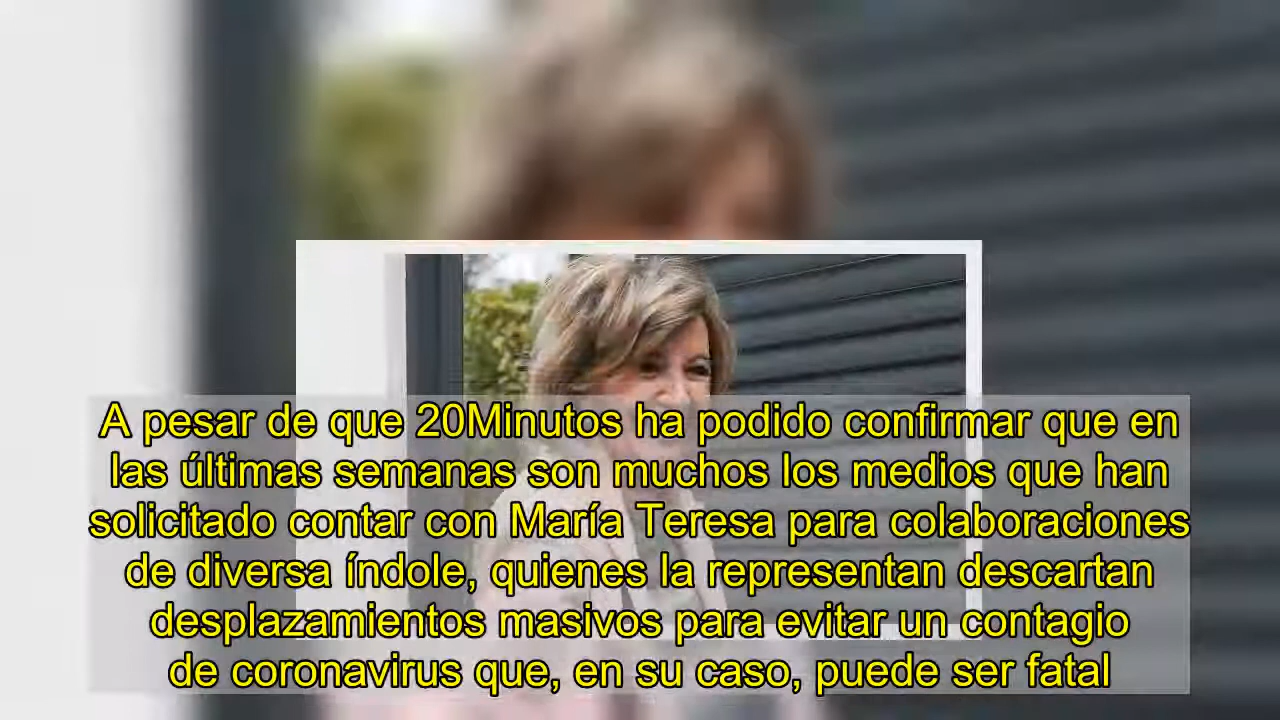 A pesar de que 20Minutos ha podido confirmar que en
las últimas semanas son muchos los medios que han
solicitado contar con María Teresa para colaboraciones
de diversa índole, quienes la representan descartan
desplazamientos masivos para evitar un contagio
de coronavirus que, en su caso, puede ser fatal